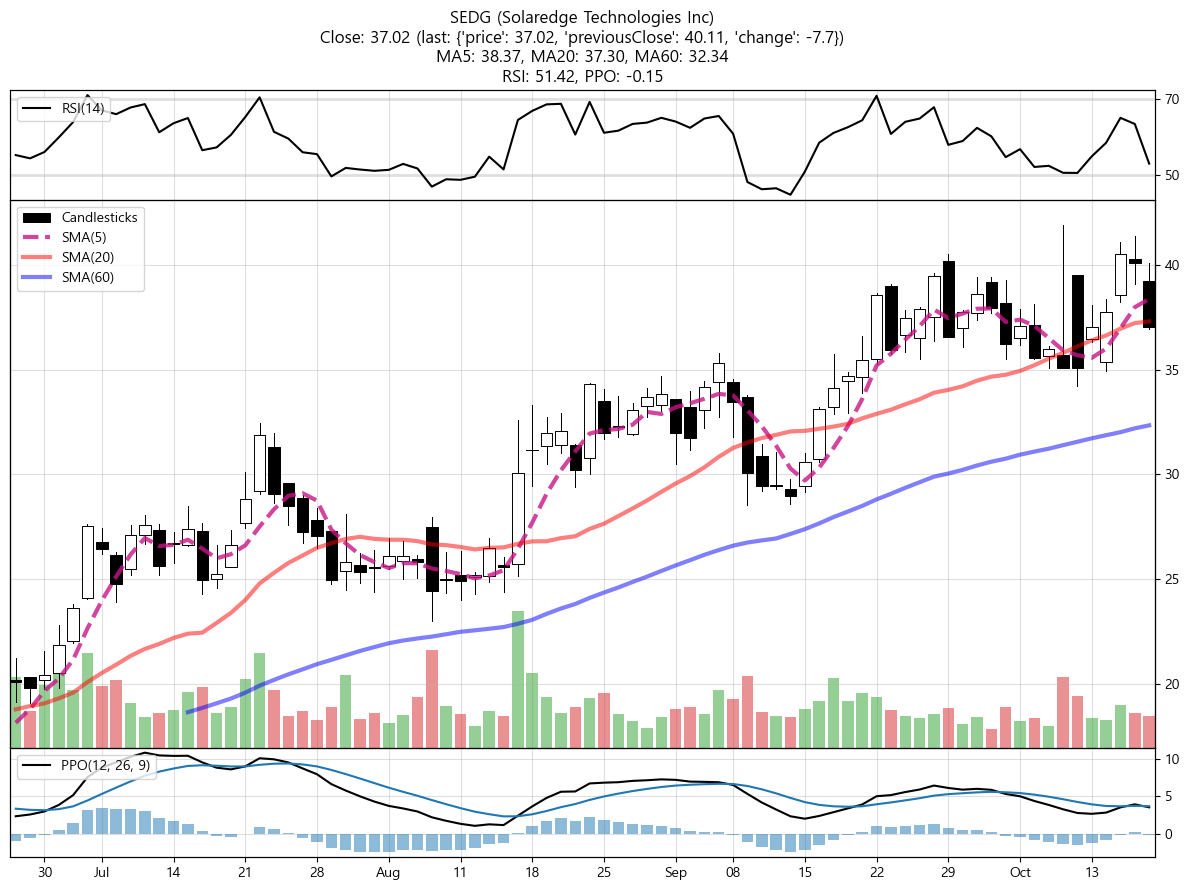 SEDG (Solaredge Technologies Inc)
Close: 37.02 (last: {'price': 37.02, 'previousClose': 40.11, 'change': -7.7})
MA5: 38.37, MA20: 37.30, MA60: 32.34
RSI: 51.42, PPO: -0.15
RSI(14)
70
50
Candlesticks
SMA(5)
SMA(20)
SMA(60)
40
35
30
25
20
PPO(12, 26, 9)
10
5
0
30 Jul 14 21 28 Aug 11 18 25 Sep 08 15 22 29 Oct 13